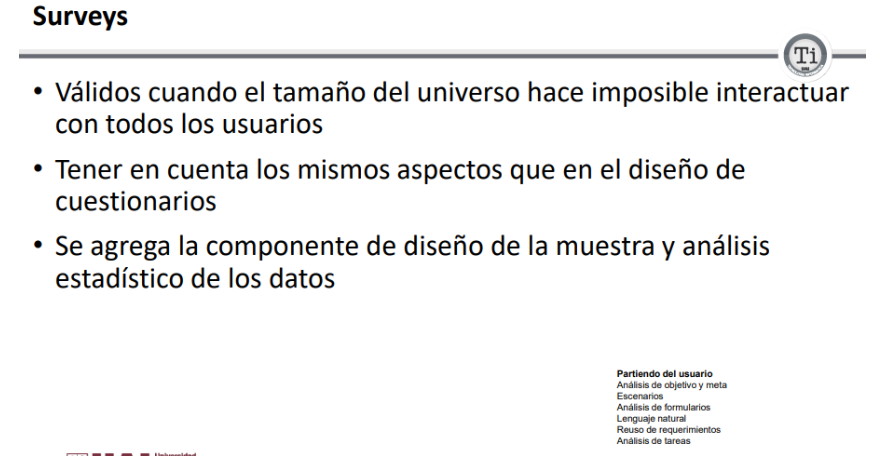 Surveys
Ti
• Válidos cuando el tamaño del universo hace imposible interactuar
con todos los usuarios
• Tener en cuenta los mismos aspectos que en el diseño de
cuestionarios
• Se agrega la componente de diseño de la muestra y análisis
estadístico de los datos
Partiendo del usuario
Análisis de objetivo y meta
Escenarios
Análisis de formularios
Lenguaje natural
Reuso de requerimientos
Análisis de tareas